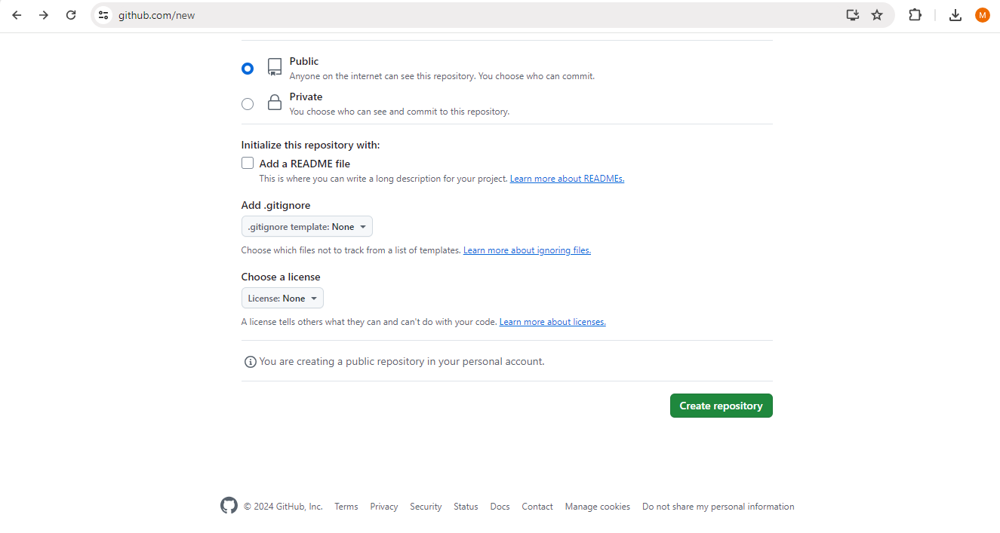 github.com/new
M
Public
Anyone on the internet can see this repository. You choose who can commit.
Private
You choose who can see and commit to this repository.
Initialize this repository with:
Add a README file
This is where you can write a long description for your project. Learn more about READMEs.
Add .gitignore
.gitignore template: None
Choose which files not to track from a list of templates. Learn more about ignoring files.
Choose a license
License: None
A license tells others what they can and can't do with your code. Learn more about licenses.
You are creating a public repository in your personal account.
Create repository
© 2024 GitHub, Inc. Terms Privacy Security Status Docs Contact Manage cookies Do not share my personal information